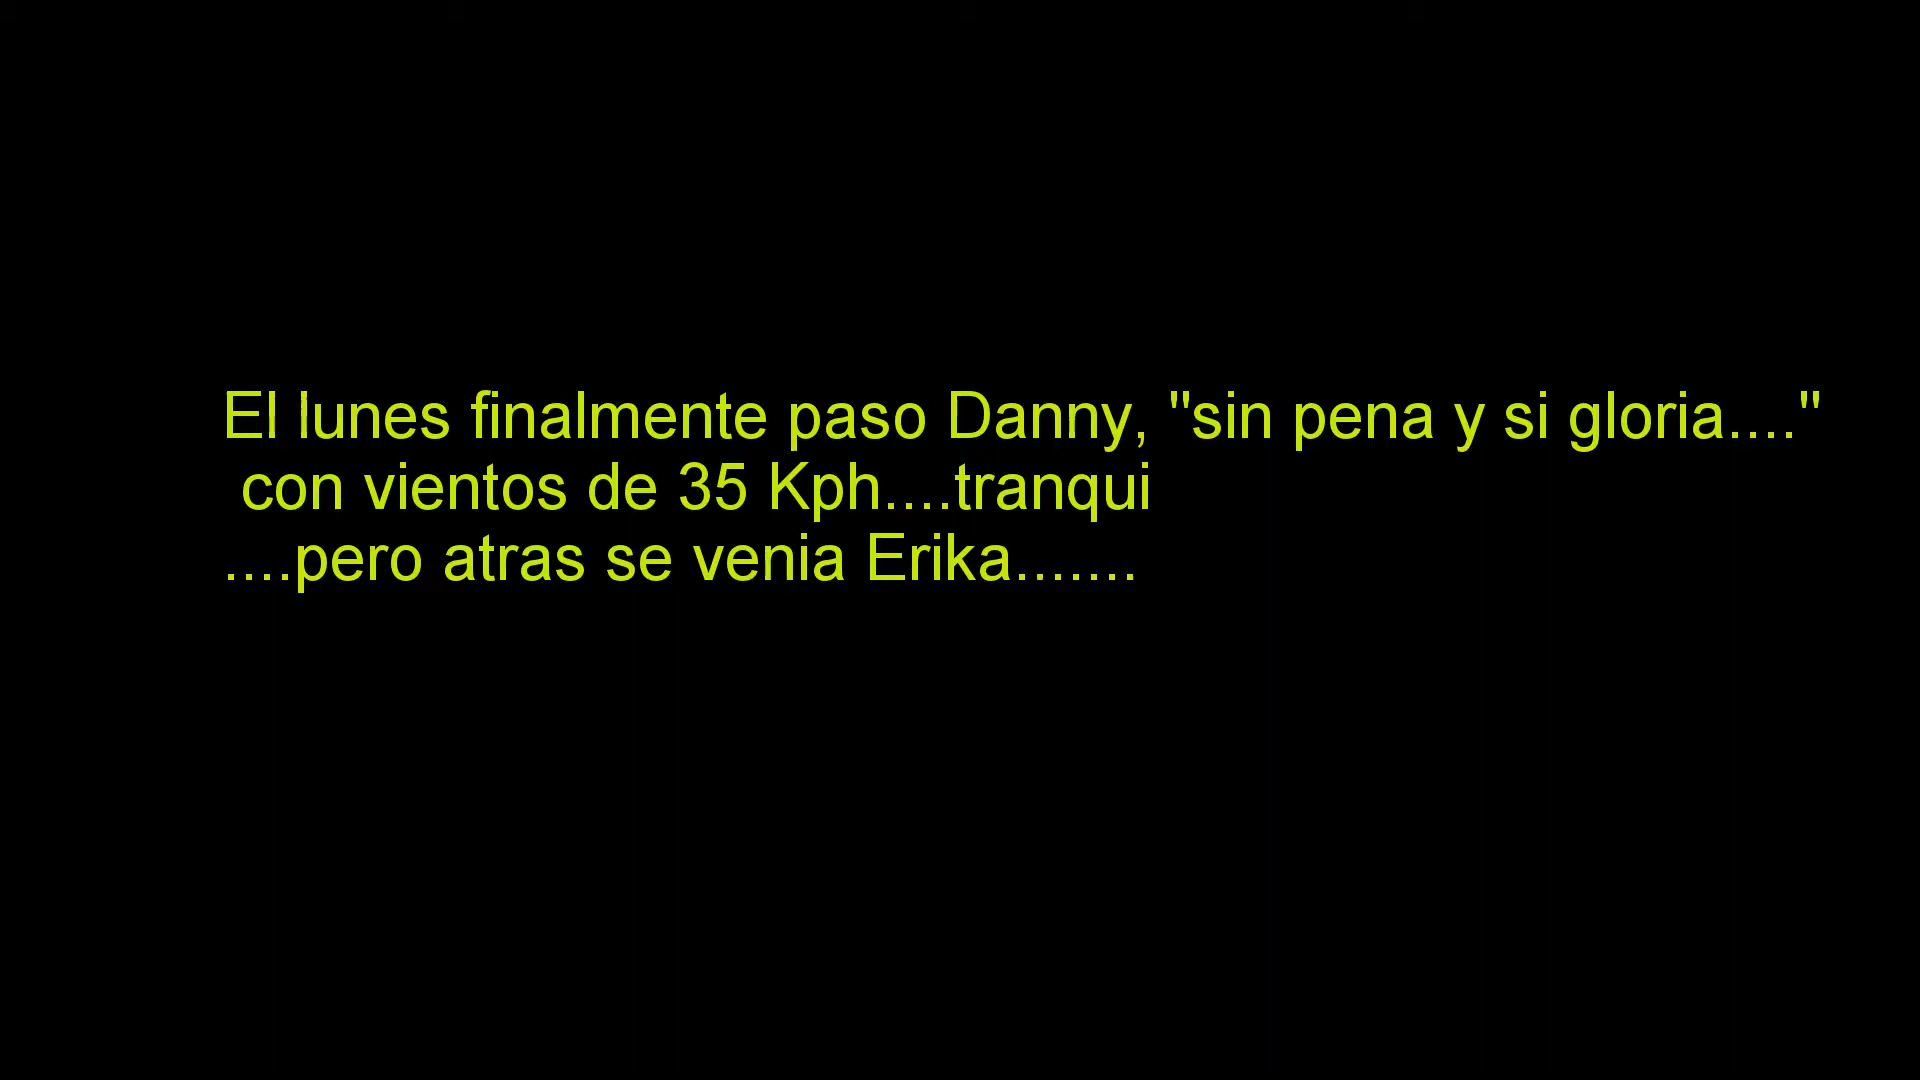 El lunes finalmente paso Danny, "sin pena y si gloria...."
con vientos de 35 Kph....tranqui
....pero atras se venia Erika.......